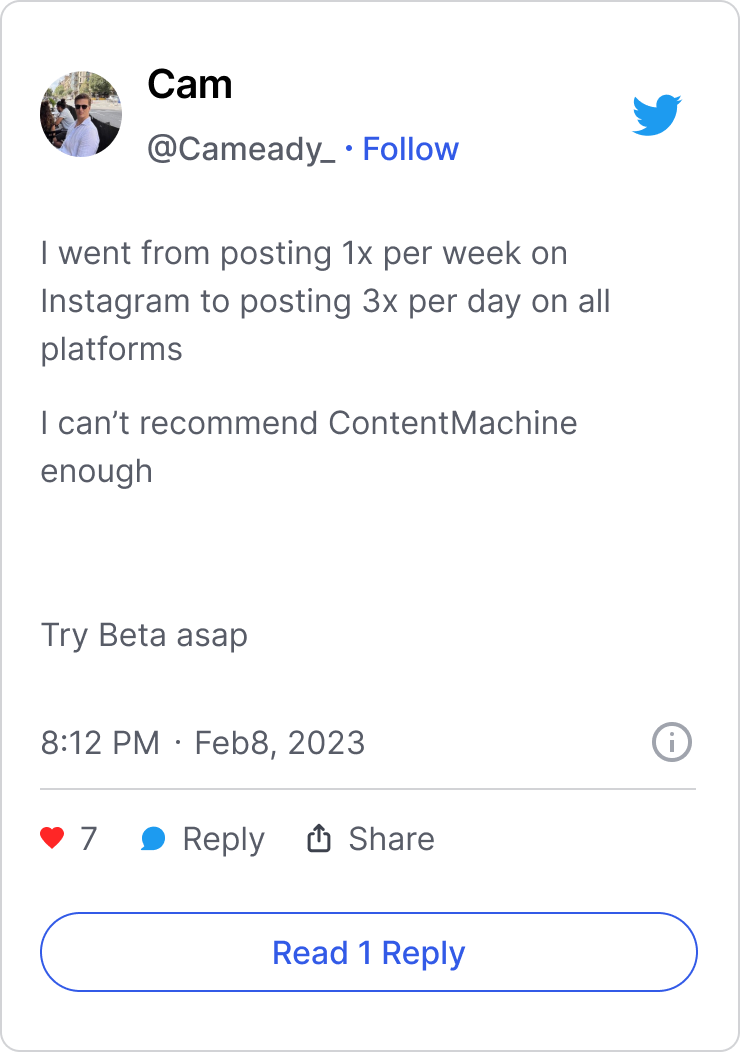 Cam
@Cameady_ · Follow
I went from posting 1x per week on
Instagram to posting 3x per day on all
platforms
I can’t recommend ContentMachine
enough
Try Beta asap
8:12 PM · Feb8, 2023
7 Reply Share
Read 1 Reply